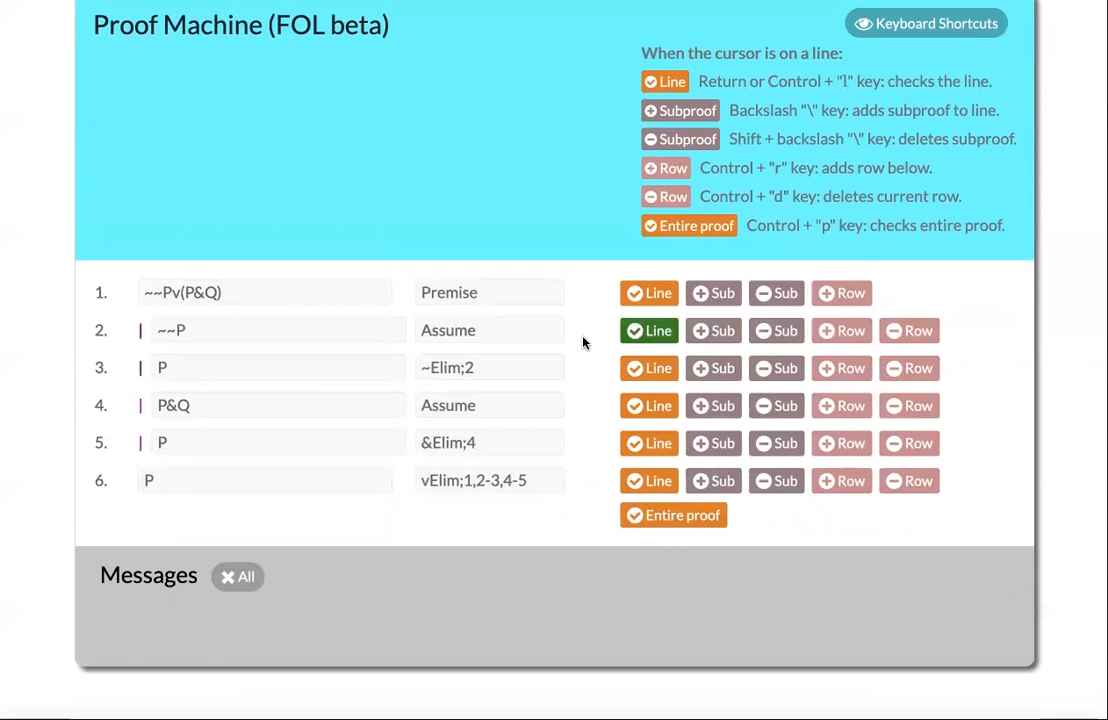 Proof Machine (FOL beta)
Keyboard Shortcuts
When the cursor is on a line:
Line Return or Control + "l" key: checks the line.
Subproof Backslash "\" key: adds subproof to line.
Subproof Shift + backslash "\" key: deletes subproof.
Row Control + "r" key: adds row below.
Row Control + "d" key: deletes current row.
Entire proof Control + "p" key: checks entire proof.
1. ~~Pv(P&Q) Premise Line Sub Sub Row
2. | ~~P Assume Line Sub Sub Row Row
3. | P ~Elim;2 Line Sub Sub Row Row
4. | P&Q Assume Line Sub Sub Row Row
5. | P &Elim;4 Line Sub Sub Row Row
6. P vElim;1,2-3,4-5 Line Sub Sub Row Row
Entire proof
Messages All